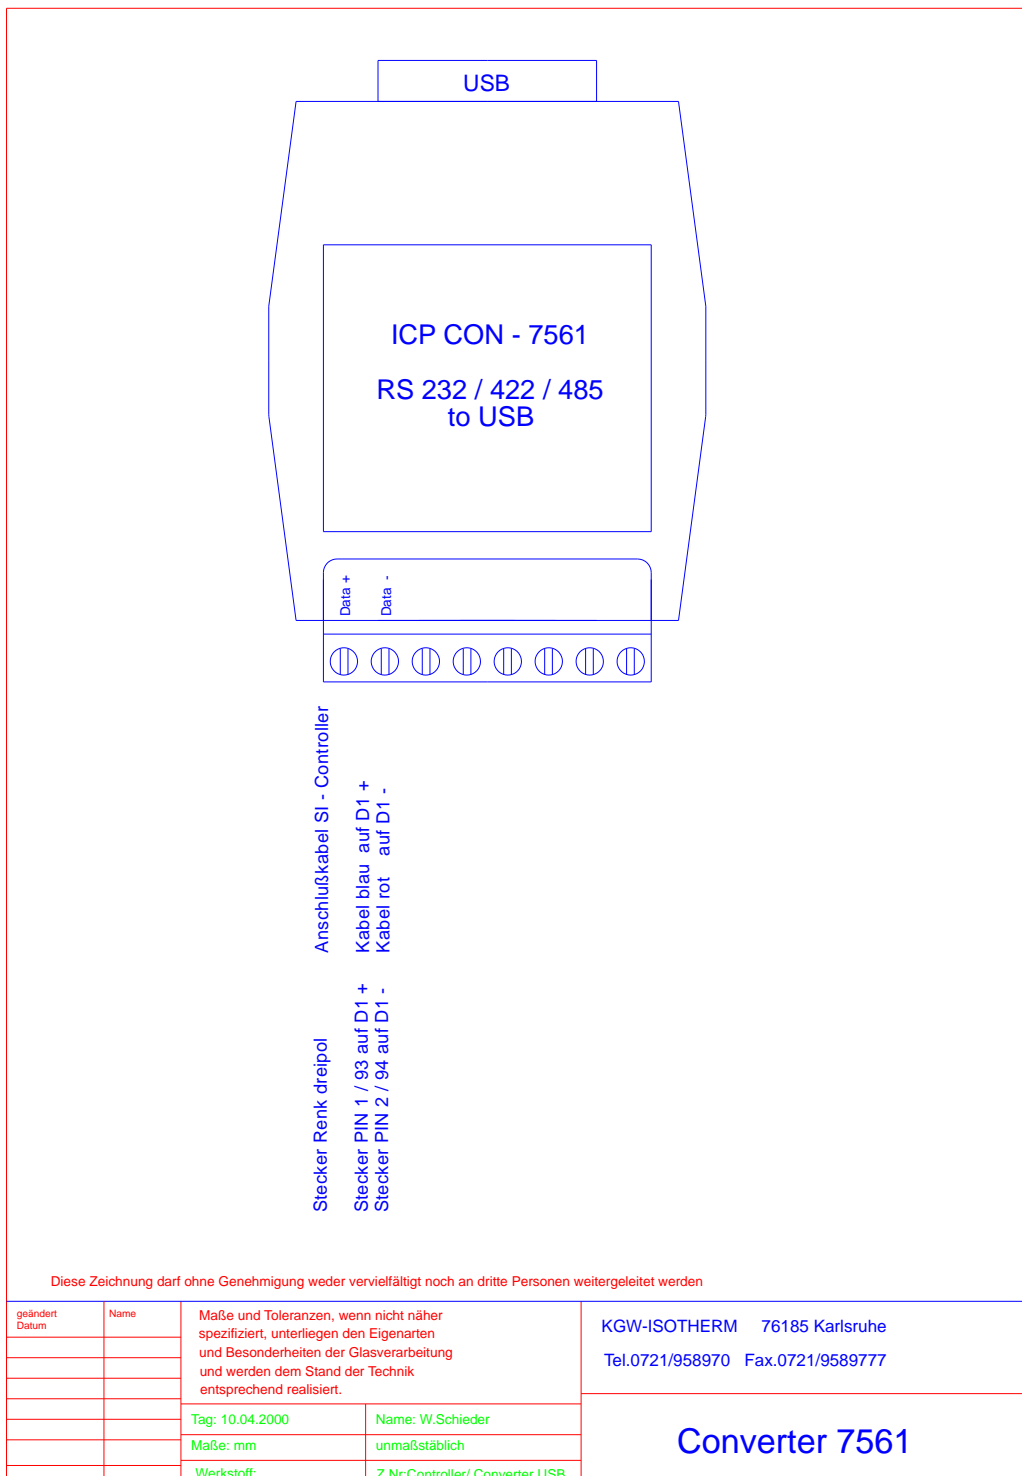 USB
ICP CON - 7561
RS 232 / 422 / 485
to USB
Data +
Data -
Anschlußkabel SI - Controller
Kabel blau auf D1 +
Kabel rot auf D1 -
Stecker Renk dreipol
Stecker PIN 1 / 93 auf D1 +
Stecker PIN 2 / 94 auf D1 -
Diese Zeichnung darf ohne Genehmigung weder vervielfältigt noch an dritte Personen weitergeleitet werden
geändert
Datum
Name
Maße und Toleranzen, wenn nicht näher
spezifiziert, unterliegen den Eigenarten
und Besonderheiten der Glasverarbeitung
und werden dem Stand der Technik
entsprechend realisiert.
KGW-ISOTHERM 76185 Karlsruhe
Tel.0721/958970 Fax.0721/9589777
Tag: 10.04.2000
Name: W.Schieder
Maße: mm
unmaßstäblich
Werkstoff:
Z.Nr:Controller/ Converter USB
Converter 7561